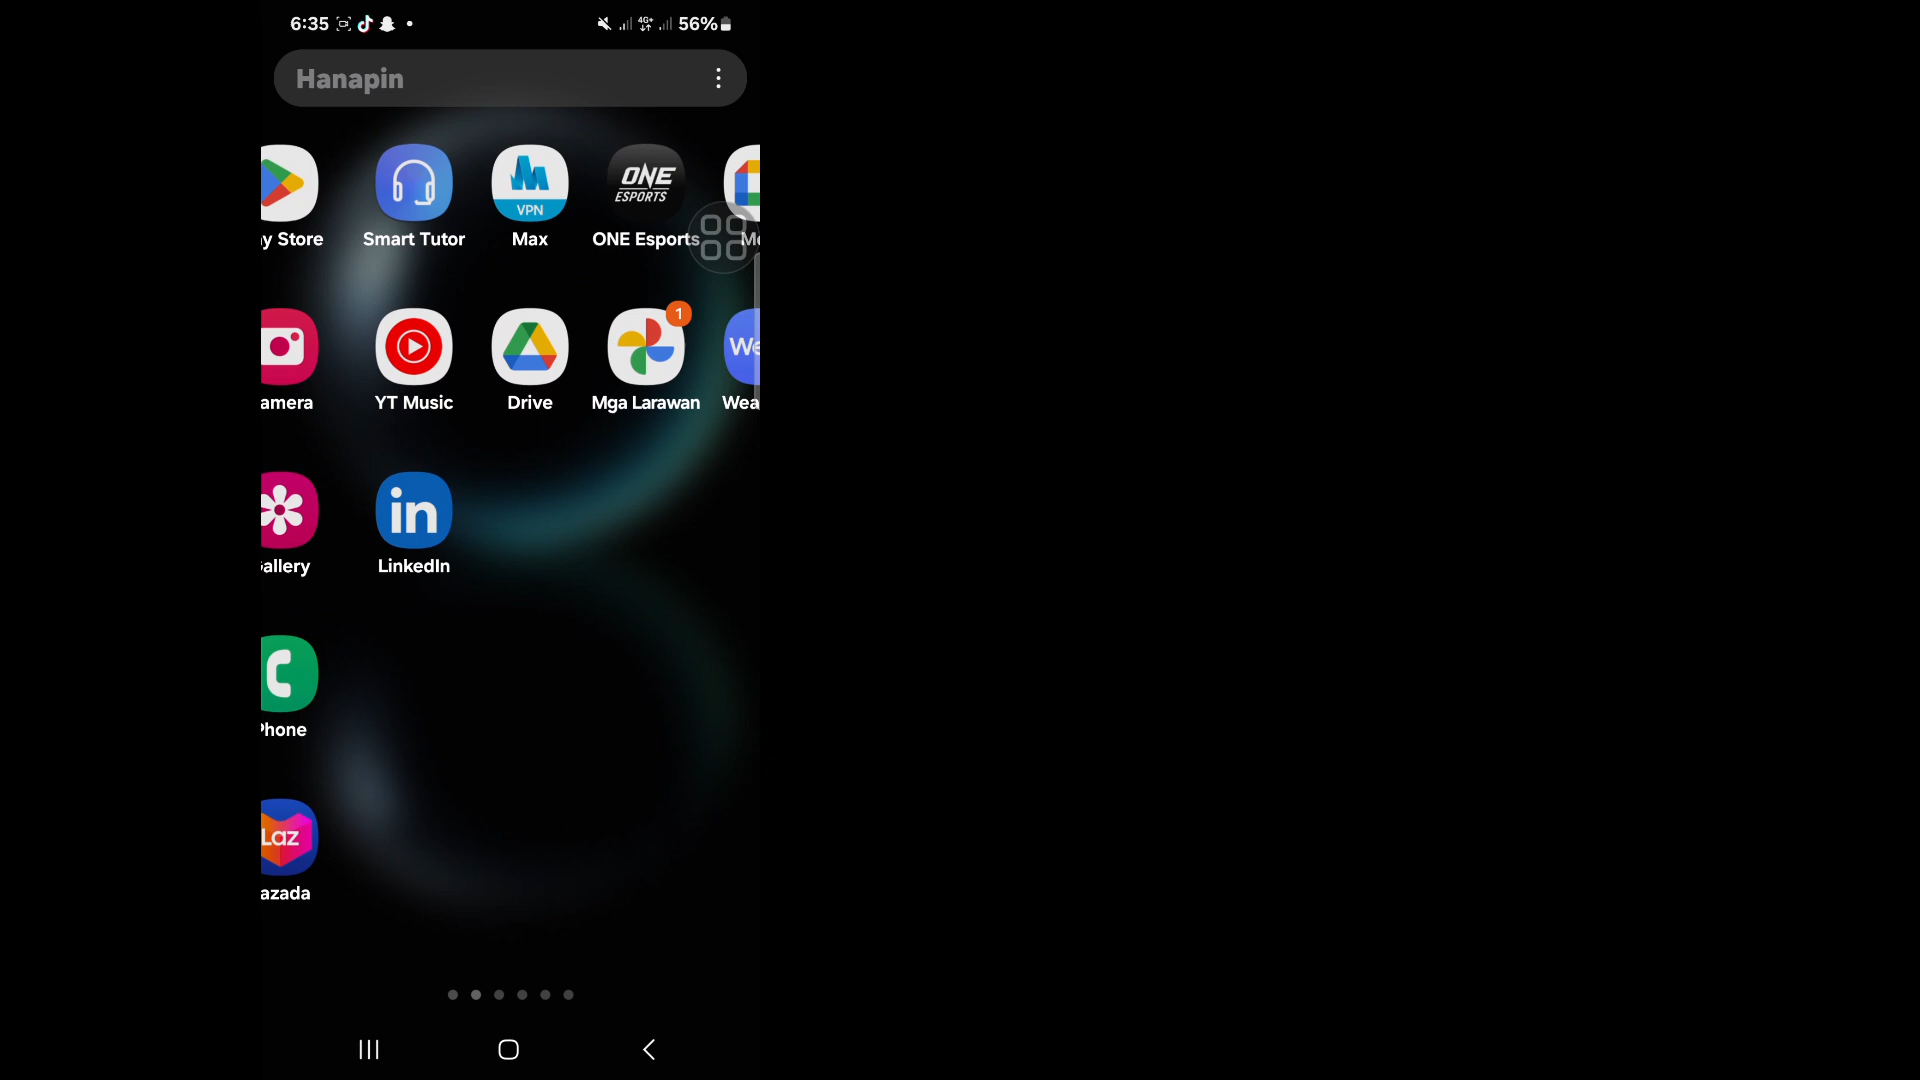 6:35 4G+ 56%
Hanapin
VPN
ONE
ESPORTS
y Store Smart Tutor Max ONE Esports M
1
We
amera YT Music Drive Mga Larawan Wea
in
allery LinkedIn
Phone
Laz
azada